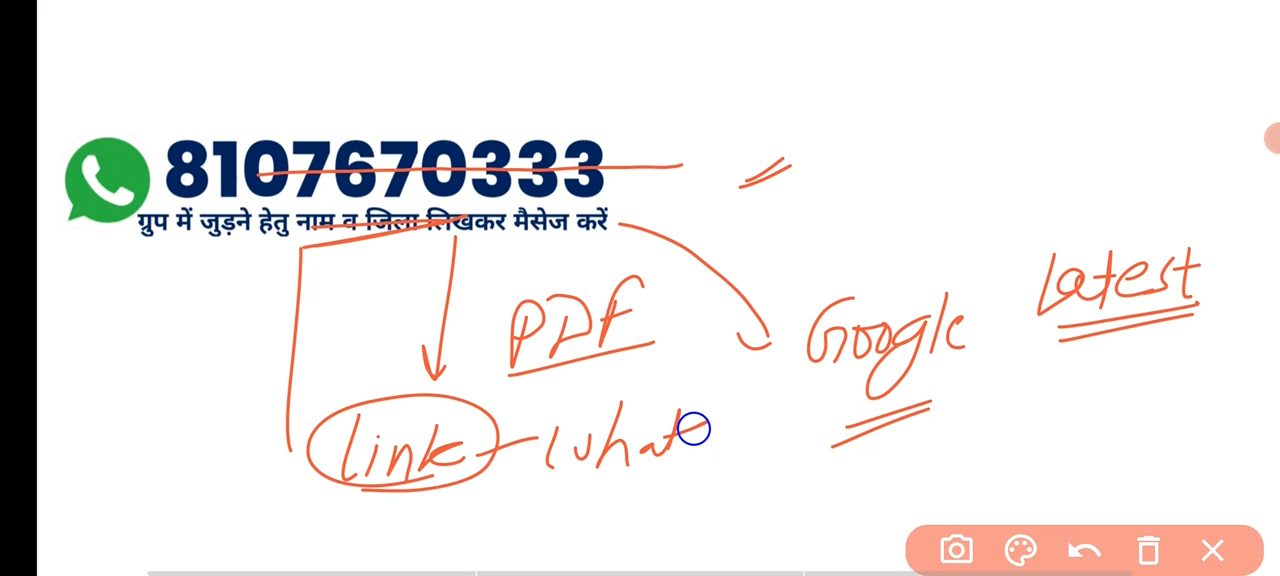 8107670333
ग्रुप में जुड़ने हेतु नाम व जिला लिखकर मैसेज करें
Latest
PDF
Google
link - what